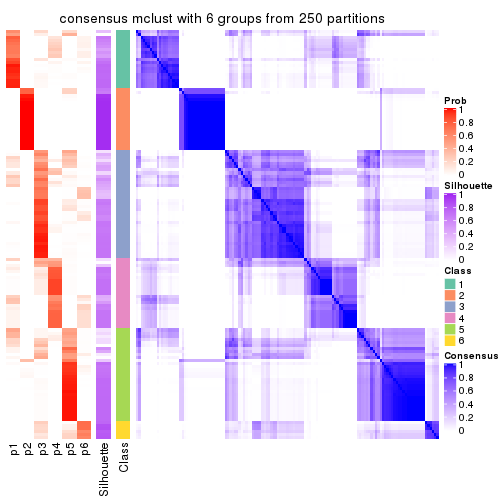 consensus mclust with 6 groups from 250 partitions
Prob
1
0.8
0.6
0.4
0.2
0
Silhouette
1
0.8
0.6
0.4
0.2
0
Class
1
2
3
4
5
6
Consensus
1
0.8
0.6
0.4
0.2
0
p1
p2
p3
p4
p5
p6
Silhouette
Class